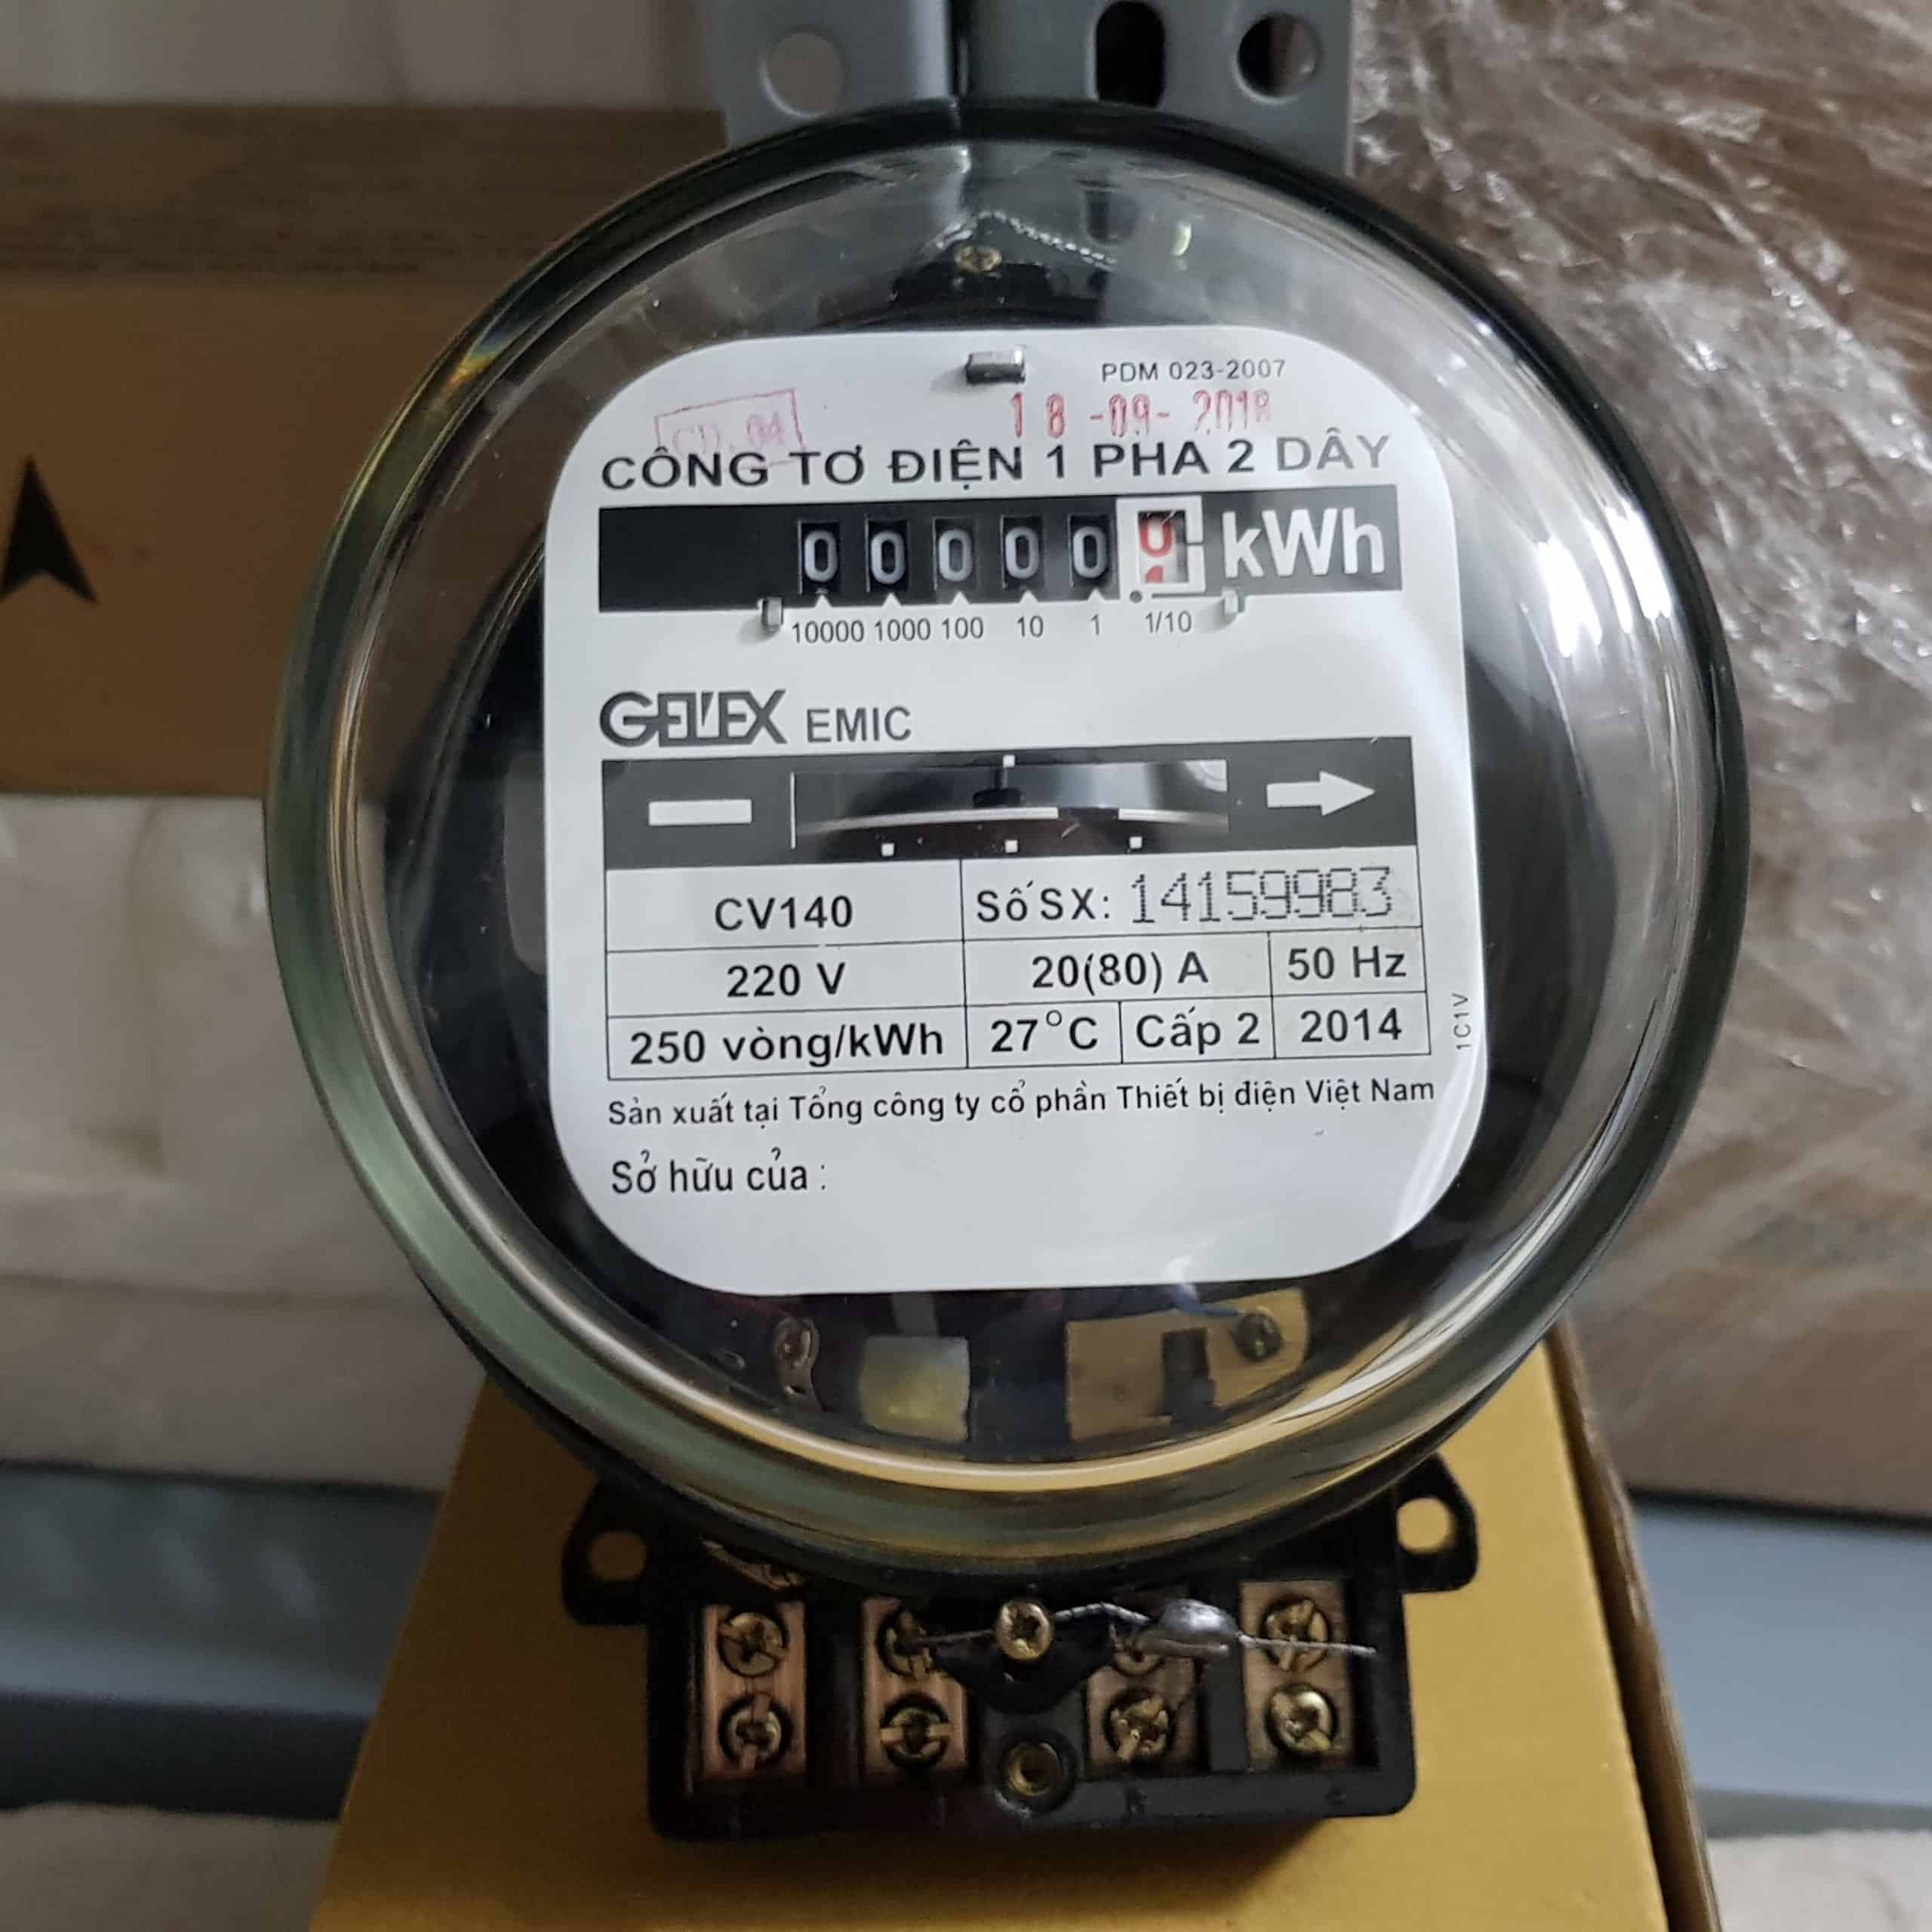 PDM 023-2007
CD. 04 18-09-2018
CÔNG TƠ ĐIỆN 1 PHA 2 DÂY
0 0 0 0 0 0 kWh
10000 1000 100 10 1 1/10
GELEX EMIC
CV140 Số SX: 14159983
220 V 20(80) A 50 Hz
250 vòng/kWh 27°C Cấp 2 2014
1C1V
Sản xuất tại Tổng công ty cổ phần Thiết bị điện Việt Nam
Sở hữu của :